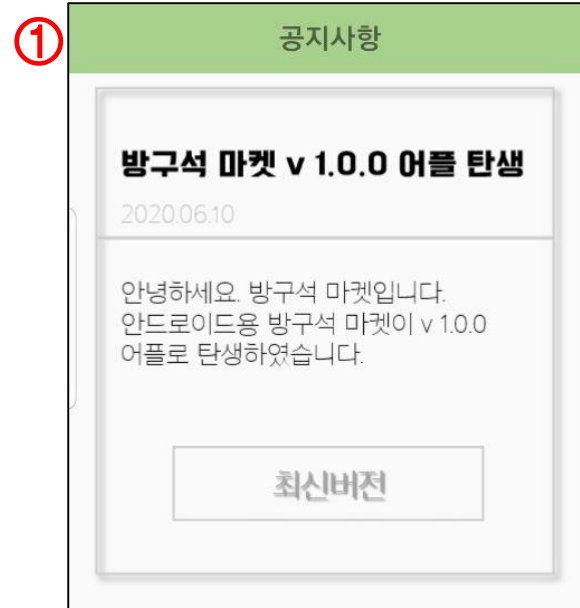 ①
공지사항
방구석 마켓 v 1.0.0 어플 탄생
2020.06.10
안녕하세요. 방구석 마켓입니다.
안드로이드용 방구석 마켓이 v 1.0.0
어플로 탄생하였습니다.
최신버전